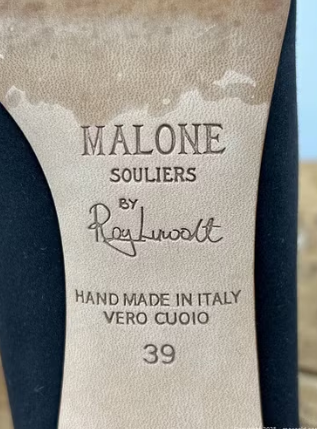 MALONE
SOULIERS
BY
Roy Luwolt
HAND MADE IN ITALY
VERO CUOIO
39